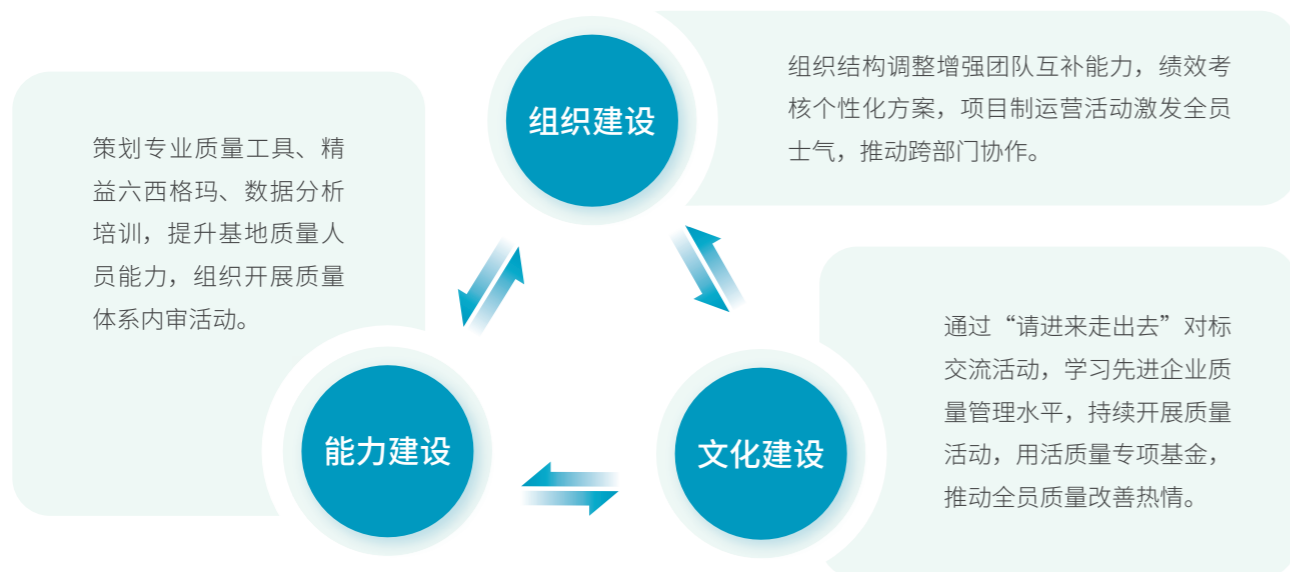 组织建设
组织结构调整增强团队互补能力，绩效考
核个性化方案，项目制运营活动激发全员
士气，推动跨部门协作。
策划专业质量工具、精
益六西格玛、数据分析
培训，提升基地质量人
员能力，组织开展质量
体系内审活动。
能力建设
文化建设
通过“请进来走出去”对标
交流活动，学习先进企业质
量管理水平，持续开展质量
活动，用活质量专项基金，
推动全员质量改善热情。